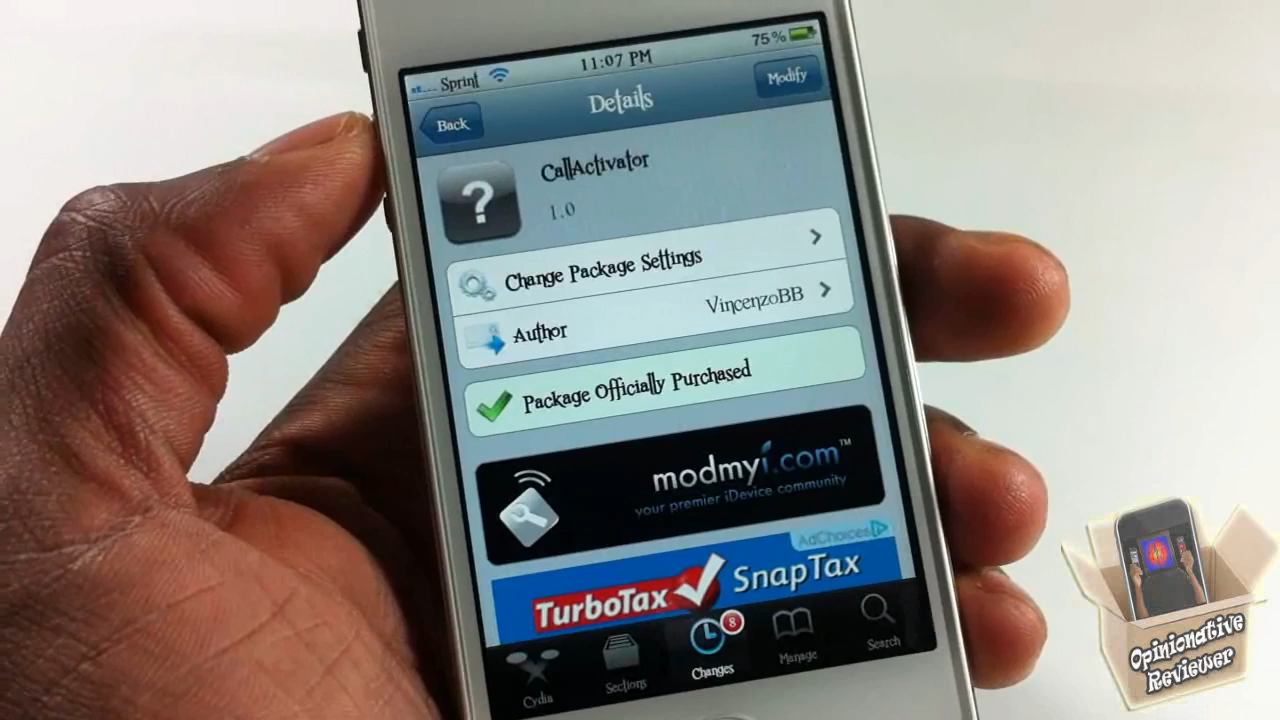 Sprint 11:07 PM 75%
Back Details Modify
?
CallActivator
1.0
Change Package Settings
Author VincenzoBB
Package Officially Purchased
modmyi.com™
your premier iDevice community
AdChoices
TurboTax SnapTax
8
Cydia Sections Changes Manage Search
Opinionative
Reviewer